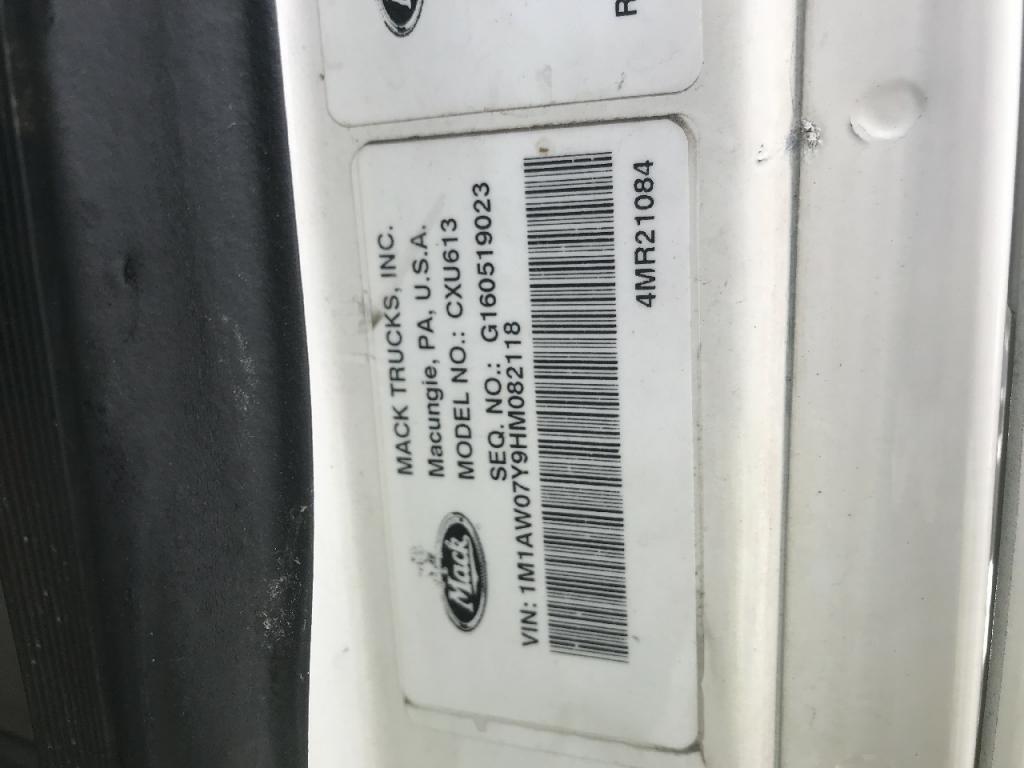 MACK TRUCKS, INC.
Macungie, PA, U.S.A.
MODEL NO.: CXU613
SEQ. NO.: G160519023
Mack
VIN: 1M1AW07Y9HM082118
4MR21084